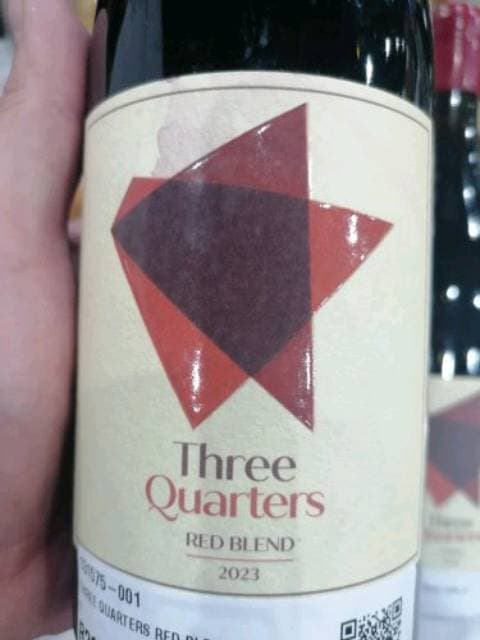 Three
Quarters
RED BLEND
2023
-001
QUARTERS RED